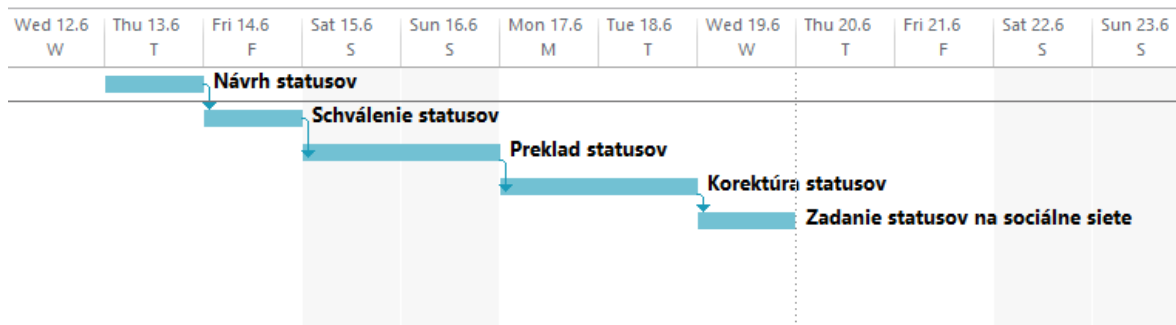 Wed 12.6 Thu 13.6 Fri 14.6 Sat 15.6 Sun 16.6 Mon 17.6 Tue 18.6 Wed 19.6 Thu 20.6 Fri 21.6 Sat 22.6 Sun 23.6
W T F S S M T W T F S S
Návrh statusov
Schválenie statusov
Preklad statusov
Korektúra statusov
Zadanie statusov na sociálne siete